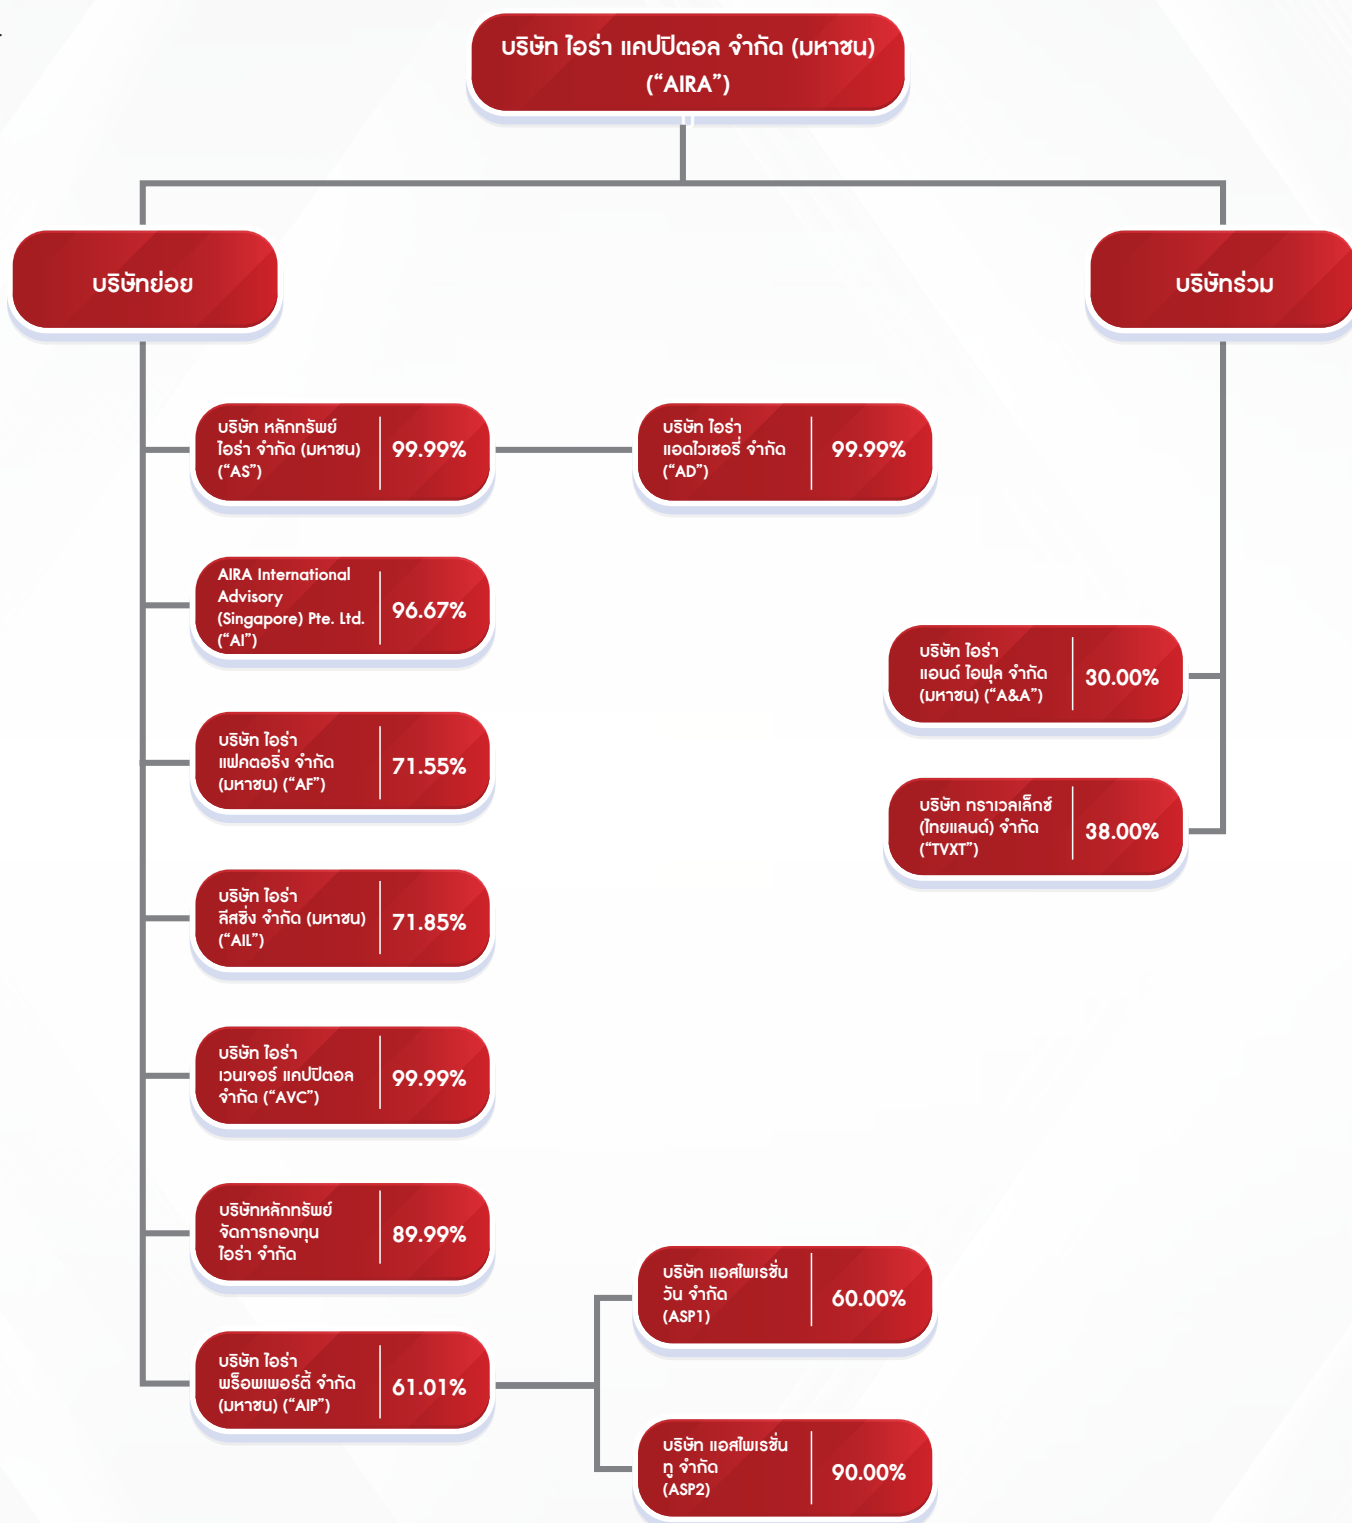 บริษัท ไอร่า แคปปิตอล จำกัด (มหาชน)
(“AIRA”)
บริษัทย่อย
บริษัทร่วม
บริษัท หลักทรัพย์
ไอร่า จำกัด (มหาชน)
(“AS”)
99.99%
บริษัท ไอร่า
แอดไวเซอรี่ จำกัด
(“AD”)
99.99%
AIRA International
Advisory
(Singapore) Pte. Ltd.
(“AI”)
96.67%
บริษัท ไอร่า
แอนด์ ไอฟุล จำกัด
(มหาชน) (“A&A”)
30.00%
บริษัท ไอร่า
แฟคตอริ่ง จำกัด
(มหาชน) (“AF”)
71.55%
บริษัท ทราเวลเล็กซ์
(ไทยแลนด์) จำกัด
(“TVXT”)
38.00%
บริษัท ไอร่า
ลีสซิ่ง จำกัด (มหาชน)
(“AIL”)
71.85%
บริษัท ไอร่า
เวนเจอร์ แคปปิตอล
จำกัด (“AVC”)
99.99%
บริษัทหลักทรัพย์
จัดการกองทุน
ไอร่า จำกัด
89.99%
บริษัท แอสไพเรชั่น
วัน จำกัด
(ASP1)
60.00%
บริษัท ไอร่า
พร็อพเพอร์ตี้ จำกัด
(มหาชน) (“AIP”)
61.01%
บริษัท แอสไพเรชั่น
ทู จำกัด
(ASP2)
90.00%